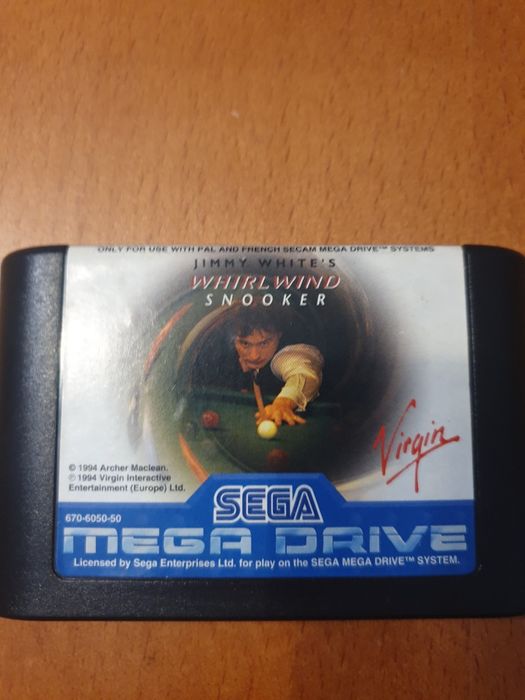 ONLY FOR USE WITH PAL AND FRENCH SECAM MEGA DRIVE™ SYSTEMS
JIMMY WHITE'S
WHIRLWIND
SNOOKER
Virgin
© 1994 Archer Maclean.
℗ 1994 Virgin Interactive
Entertainment (Europe) Ltd.
SEGA
670-6050-50
MEGA DRIVE
Licensed by Sega Enterprises Ltd. for play on the SEGA MEGA DRIVE™ SYSTEM.